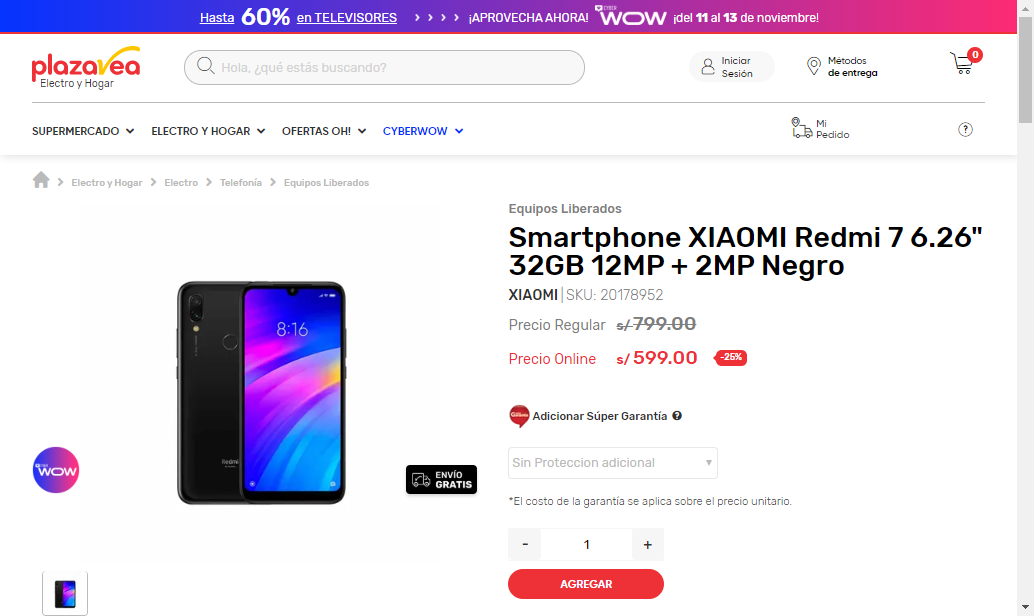 Hasta 60% en TELEVISORES › › › › ¡APROVECHA AHORA! CYBER WOW ¡del 11 al 13 de noviembre!
plazavea
Electro y Hogar
Hola, ¿qué estás buscando?
Iniciar
Sesión
Métodos
de entrega
0
SUPERMERCADO
ELECTRO Y HOGAR
OFERTAS OH!
CYBERWOW
Mi
Pedido
?
Electro y Hogar > Electro > Telefonía > Equipos Liberados
Equipos Liberados
Smartphone XIAOMI Redmi 7 6.26"
32GB 12MP + 2MP Negro
XIAOMI | SKU: 20178952
Precio Regular s/ 799.00
Precio Online s/ 599.00 -25%
8:16
Redmi
WOW
ENVÍO
GRATIS
Adicionar Súper Garantía ?
Sin Proteccion adicional
*El costo de la garantía se aplica sobre el precio unitario.
- 1 +
AGREGAR